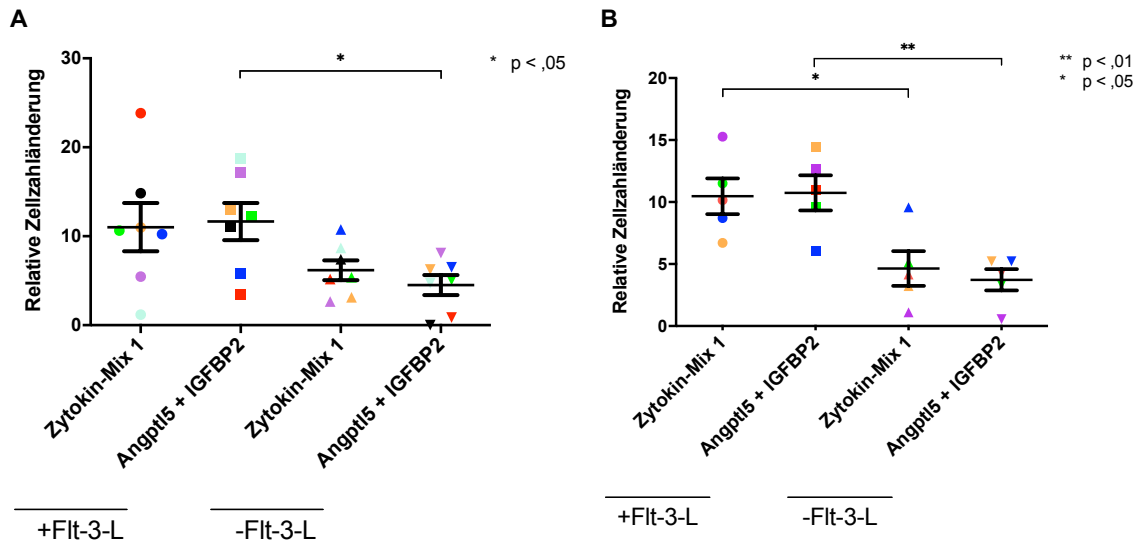 A
Relative Zellzahländerung
30
20
10
0
*
* p < ,05
Zytokin-Mix 1
Angptl5 + IGFBP2
Zytokin-Mix 1
Angptl5 + IGFBP2
+Flt-3-L
-Flt-3-L
B
Relative Zellzahländerung
20
15
10
5
0
*
**
** p < ,01
* p < ,05
Zytokin-Mix 1
Angptl5 + IGFBP2
Zytokin-Mix 1
Angptl5 + IGFBP2
+Flt-3-L
-Flt-3-L